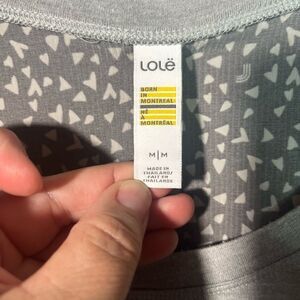 Lolë
BORN
IN
MONTREAL
NÉ
À
MONTRÉAL
M|M
MADE IN
THAILAND/
FAIT EN
THAÏLANDE